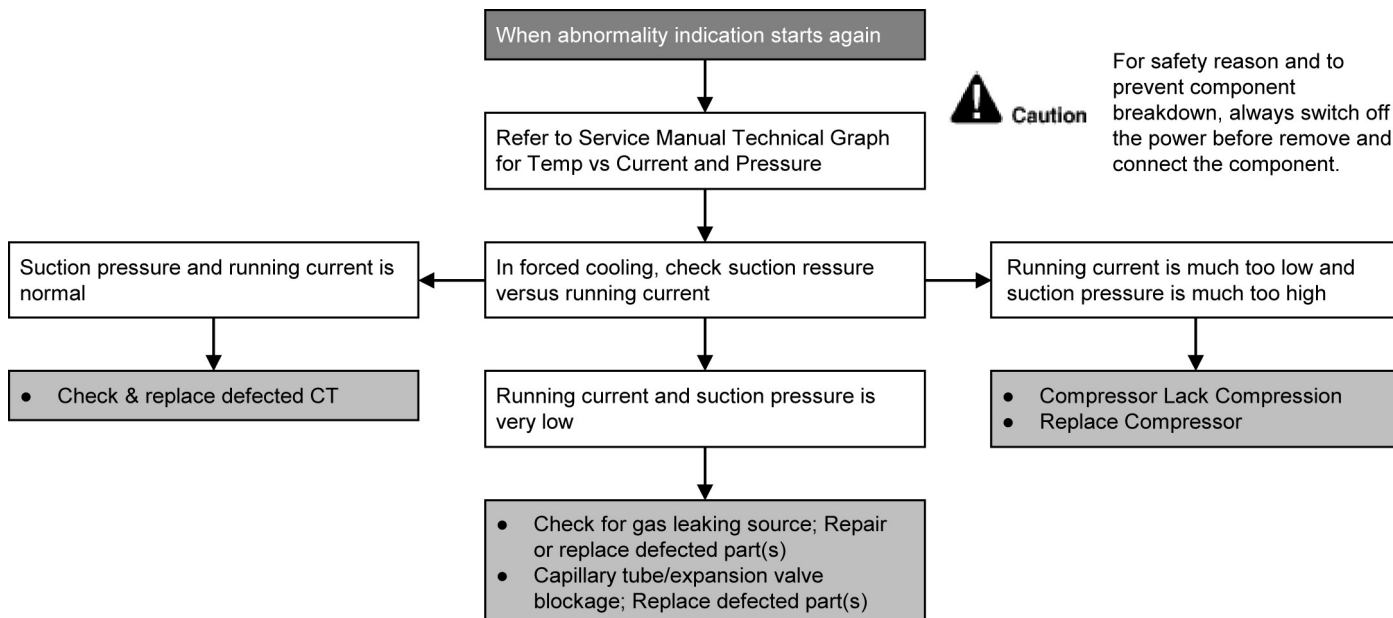 When abnormality indication starts again
Caution
For safety reason and to
prevent component
breakdown, always switch off
the power before remove and
connect the component.
Refer to Service Manual Technical Graph
for Temp vs Current and Pressure
Suction pressure and running current is
normal
In forced cooling, check suction ressure
versus running current
Running current is much too low and
suction pressure is much too high
● Check & replace defected CT
Running current and suction pressure is
very low
● Compressor Lack Compression
● Replace Compressor
● Check for gas leaking source; Repair
or replace defected part(s)
● Capillary tube/expansion valve
blockage; Replace defected part(s)